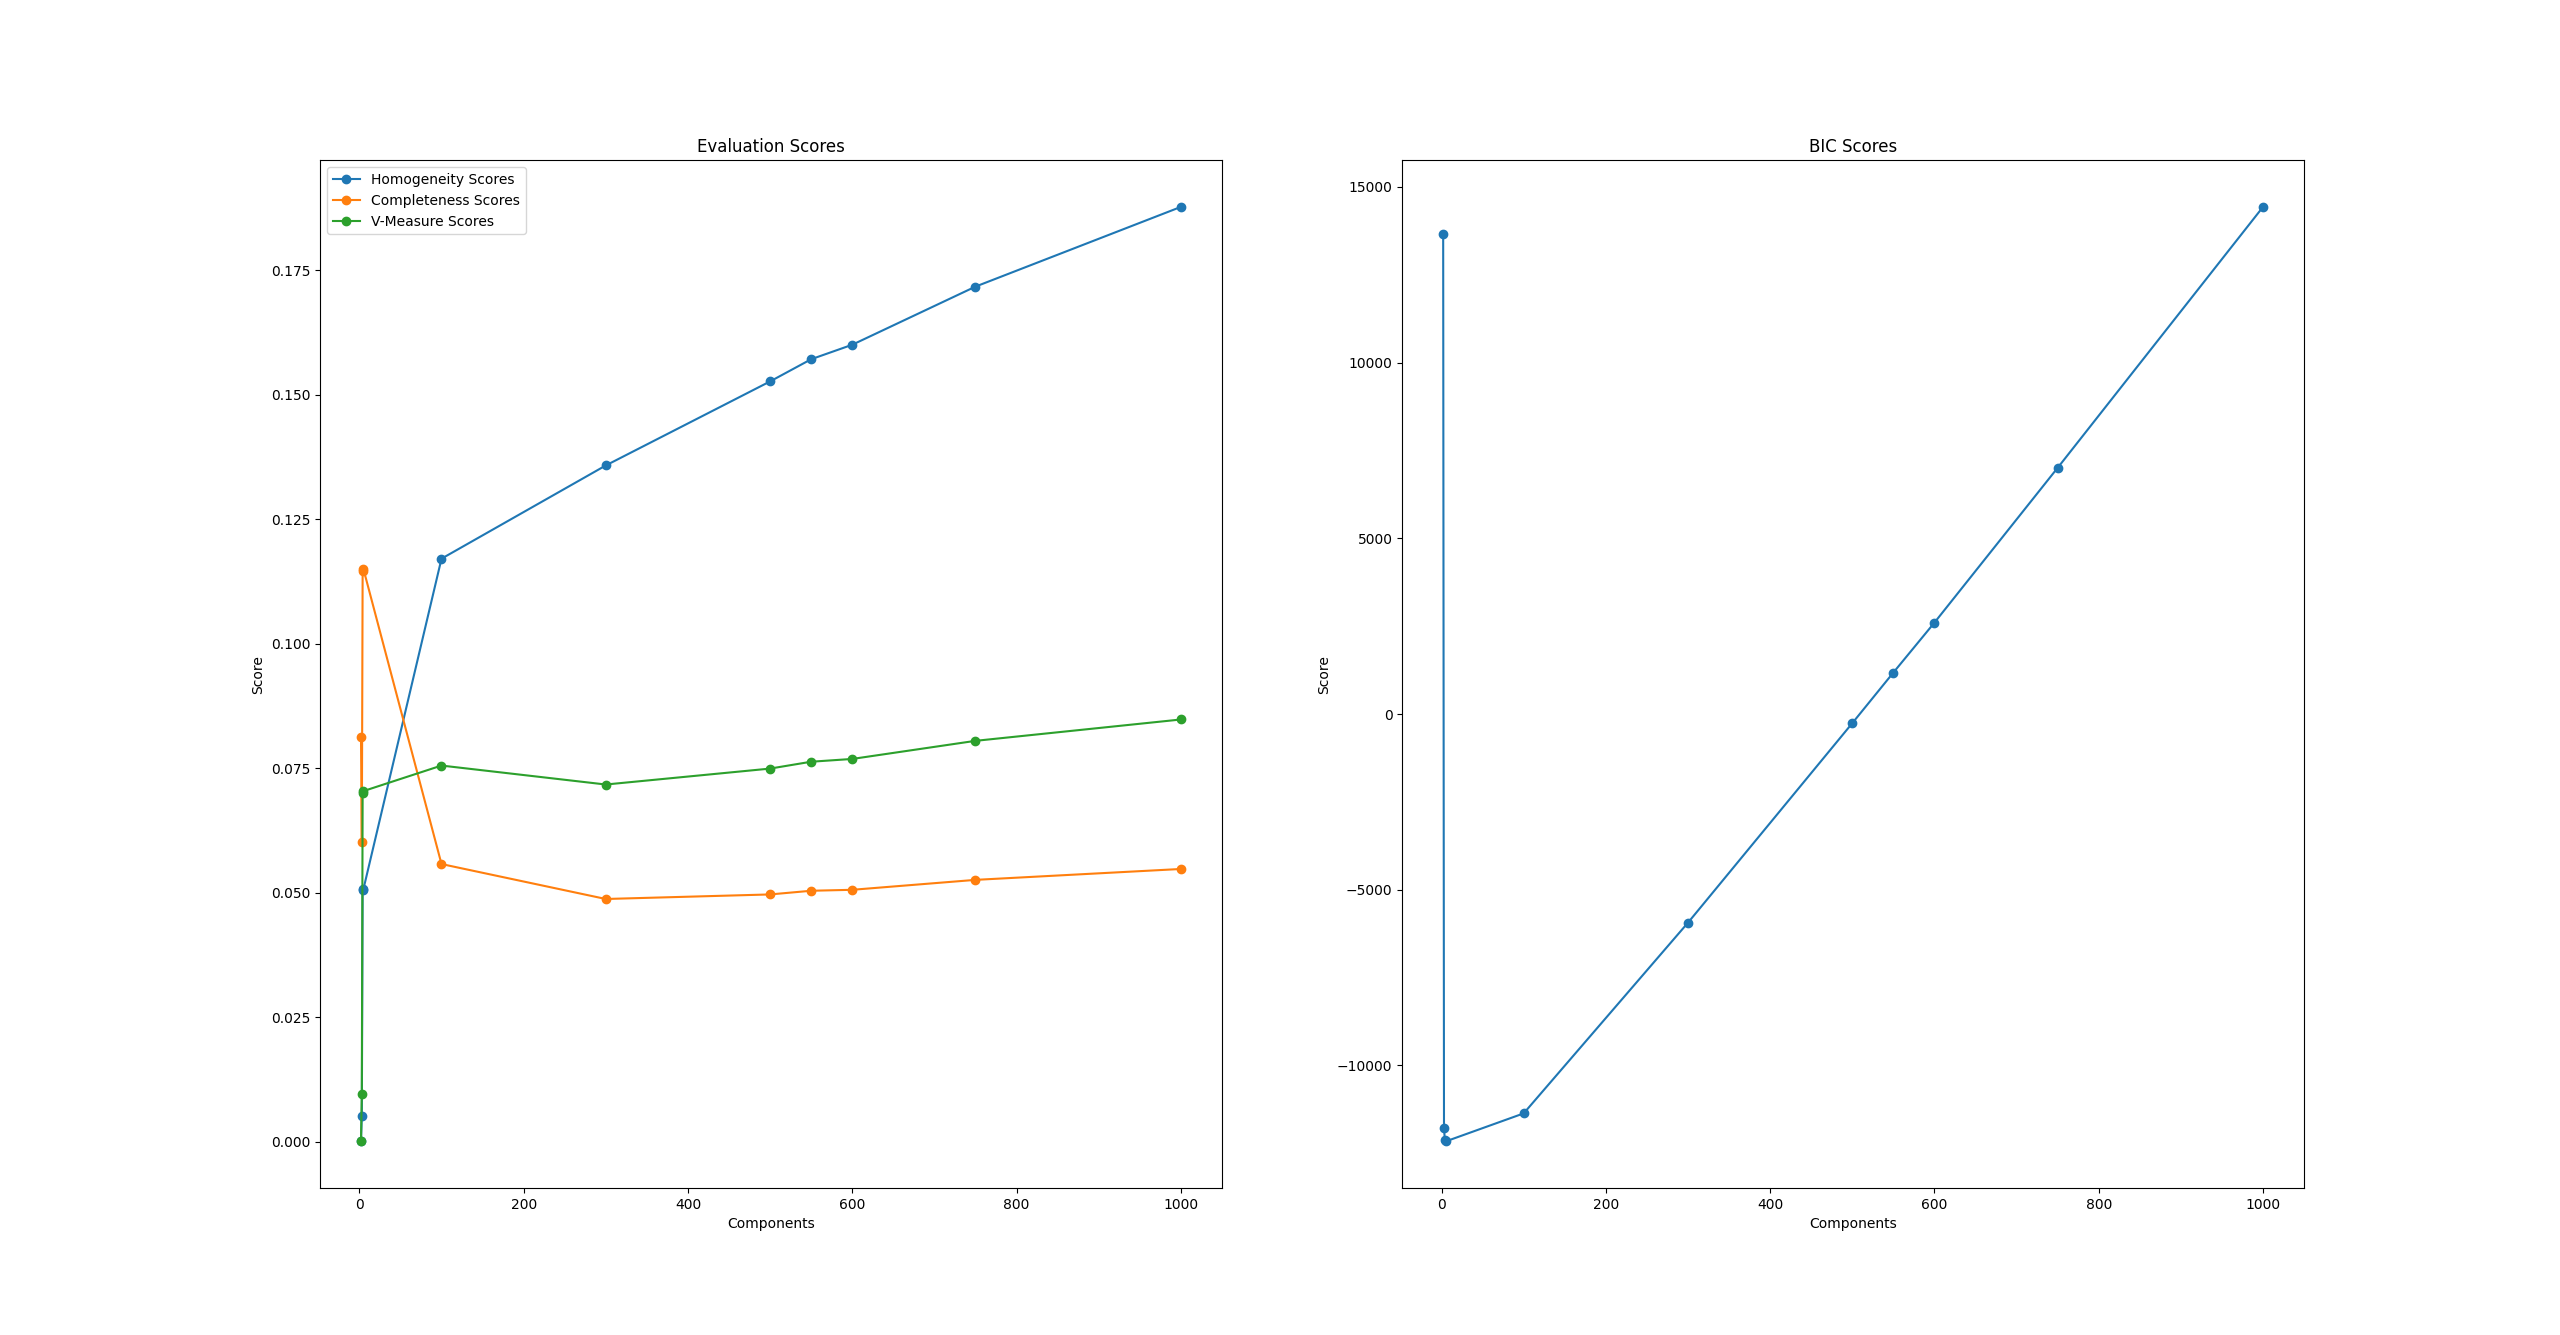 Evaluation Scores
Homogeneity Scores
Completeness Scores
V-Measure Scores
0.175
0.150
0.125
0.100
0.075
0.050
0.025
0.000
Score
0 200 400 600 800 1000
Components
BIC Scores
15000
10000
5000
0
−5000
−10000
Score
0 200 400 600 800 1000
Components